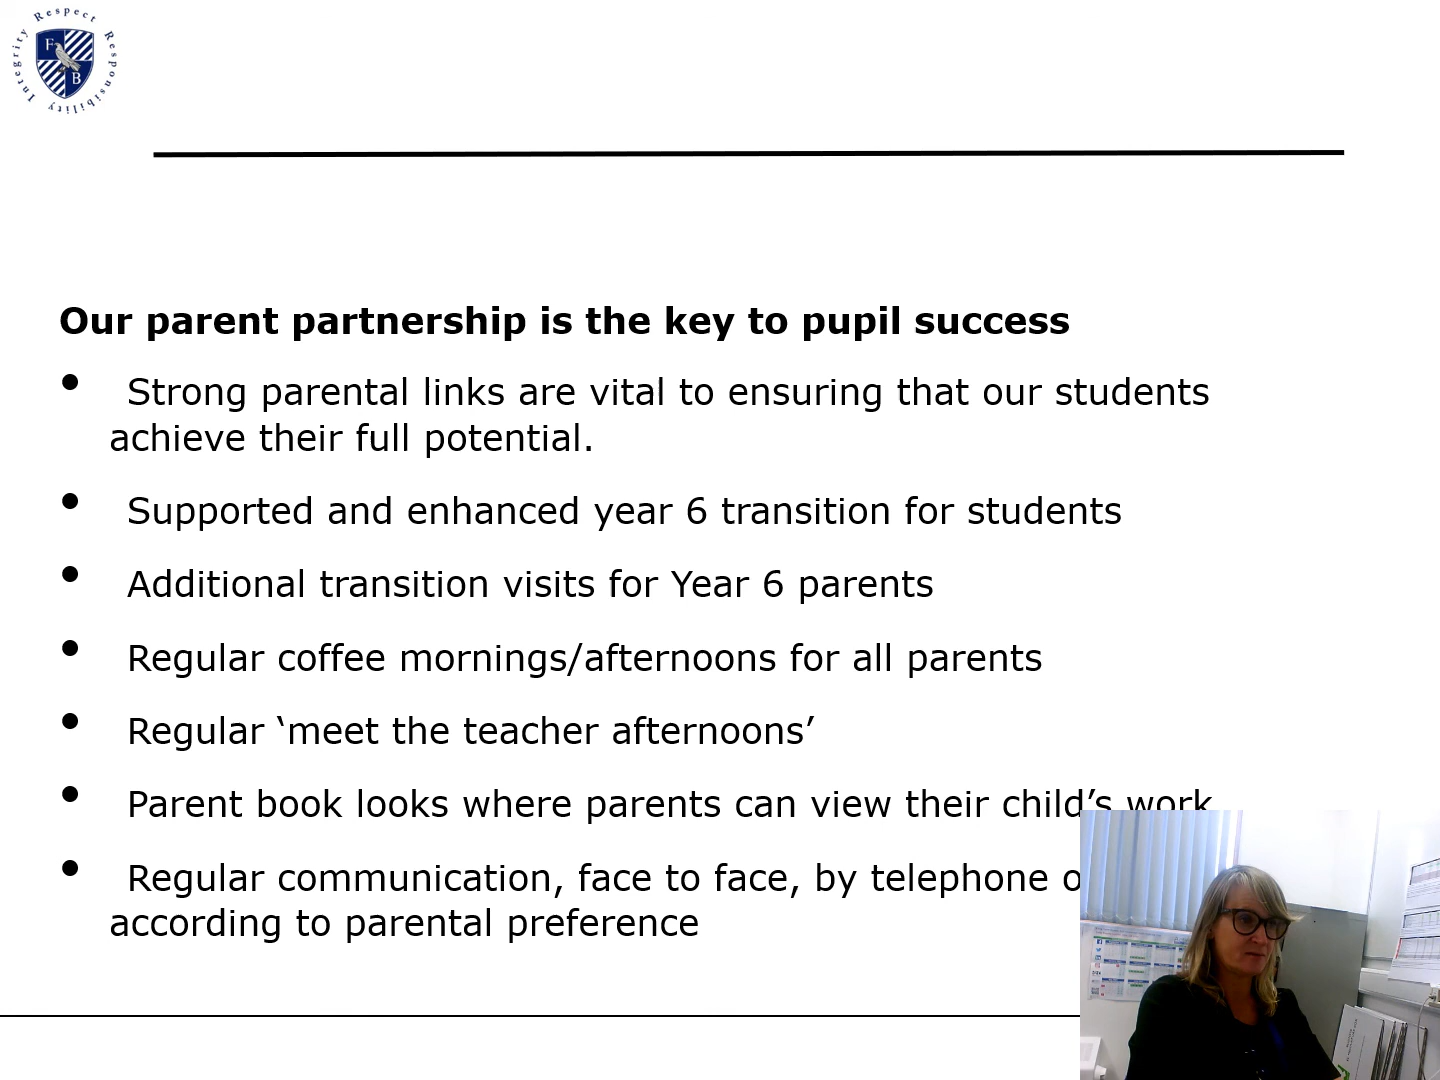 Respect Responsibility Integrity
F
B
Our parent partnership is the key to pupil success
• Strong parental links are vital to ensuring that our students
achieve their full potential.
• Supported and enhanced year 6 transition for students
• Additional transition visits for Year 6 parents
• Regular coffee mornings/afternoons for all parents
• Regular ‘meet the teacher afternoons’
• Parent book looks where parents can view their child’s work
• Regular communication, face to face, by telephone
according to parental preference